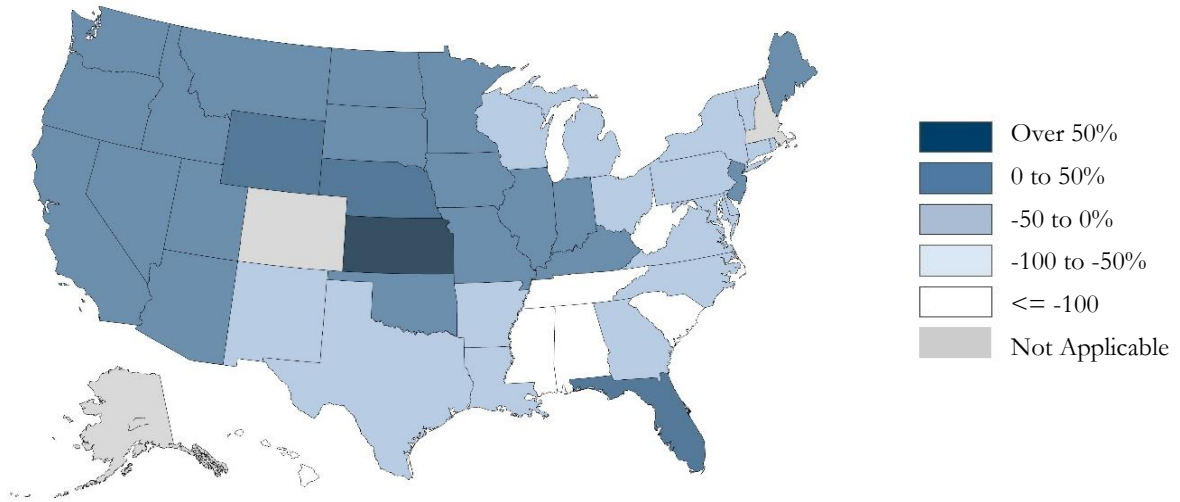 Over 50%
0 to 50%
-50 to 0%
-100 to -50%
<= -100
Not Applicable